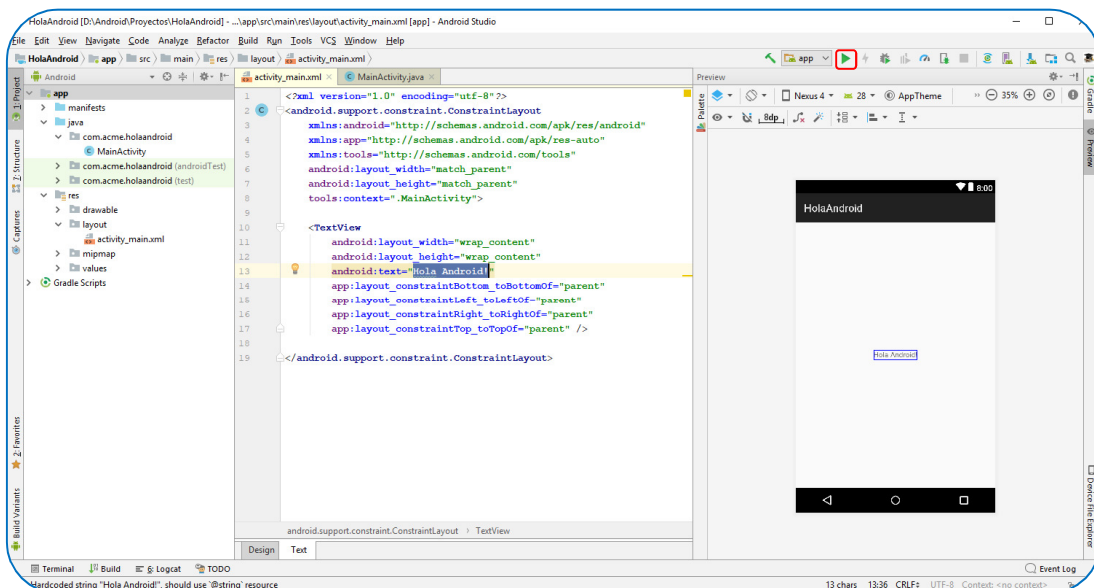 HolaAndroid [D:\Android\Proyectos\HolaAndroid] - ...\app\src\main\res\layout\activity_main.xml [app] - Android Studio
File Edit View Navigate Code Analyze Refactor Build Run Tools VCS Window Help
HolaAndroid app src main res layout activity_main.xml
app
1: Project
Android
activity_main.xml
MainActivity.java
Preview
Gradle
app
manifests
java
com.acme.holaandroid
MainActivity
com.acme.holaandroid (androidTest)
com.acme.holaandroid (test)
res
drawable
layout
activity_main.xml
mipmap
values
Gradle Scripts
Z: Structure
Captures
2: Favorites
Build Variants
1 <?xml version="1.0" encoding="utf-8"?>
2 C <android.support.constraint.ConstraintLayout
3 xmlns:android="http://schemas.android.com/apk/res/android"
4 xmlns:app="http://schemas.android.com/apk/res-auto"
5 xmlns:tools="http://schemas.android.com/tools"
6 android:layout_width="match_parent"
7 android:layout_height="match_parent"
8 tools:context=".MainActivity">
9
10 <TextView
11 android:layout_width="wrap_content"
12 android:layout_height="wrap_content"
13 android:text="Hola Android!"
14 app:layout_constraintBottom_toBottomOf="parent"
15 app:layout_constraintLeft_toLeftOf="parent"
16 app:layout_constraintRight_toRightOf="parent"
17 app:layout_constraintTop_toTopOf="parent" />
18
19 </android.support.constraint.ConstraintLayout>
android.support.constraint.ConstraintLayout › TextView
Design Text
Palette
Nexus 4 28 AppTheme » 35%
8dp
Preview
8:00
HolaAndroid
Hola Android!
Device File Explorer
Terminal Build 6: Logcat TODO
Event Log
Hardcoded string "Hola Android!", should use `@string` resource
13 chars 13:36 CRLF UTF-8 Context: <no context>